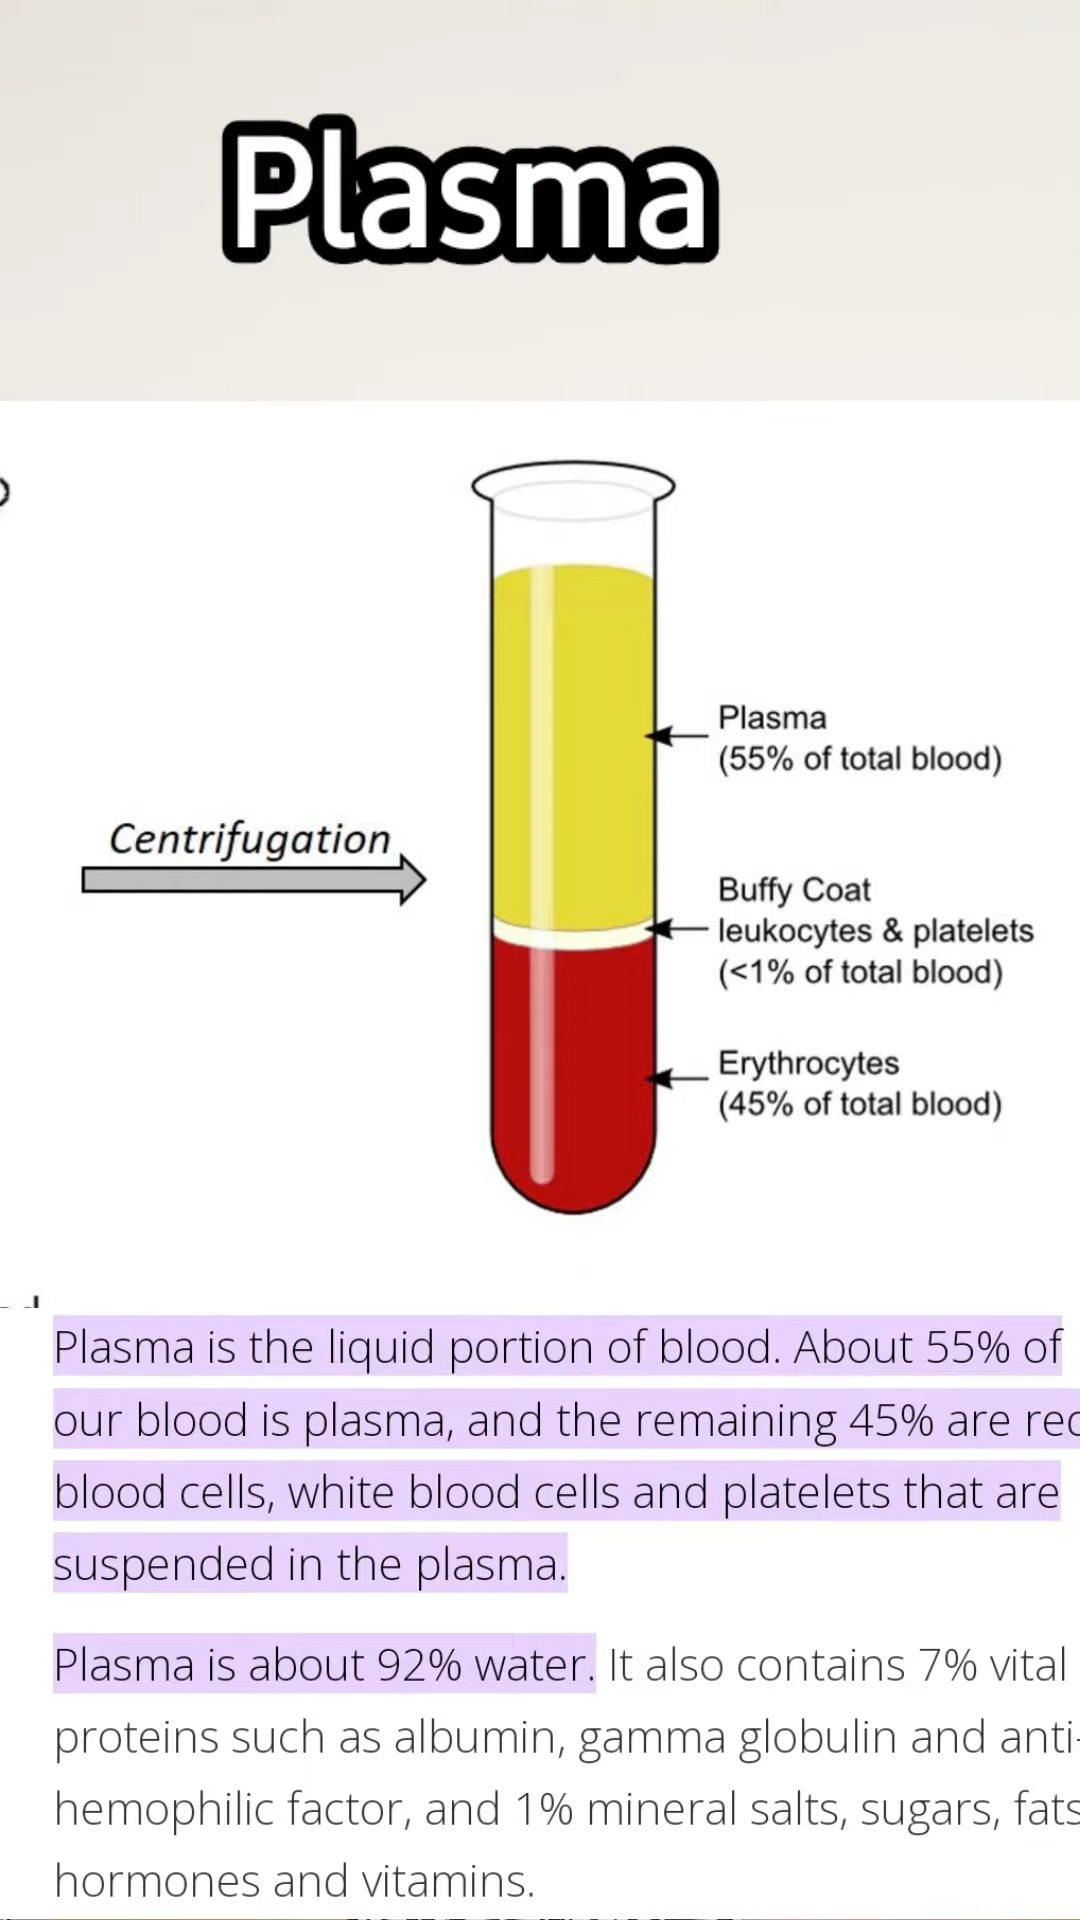 Plasma
Plasma
(55% of total blood)
Centrifugation
Buffy Coat
leukocytes & platelets
(<1% of total blood)
Erythrocytes
(45% of total blood)
Plasma is the liquid portion of blood. About 55% of
our blood is plasma, and the remaining 45% are
blood cells, white blood cells and platelets that are
suspended in the plasma.
Plasma is about 92% water. It also contains 7% vital
proteins such as albumin, gamma globulin and anti-
hemophilic factor, and 1% mineral salts, sugars, fats
hormones and vitamins.